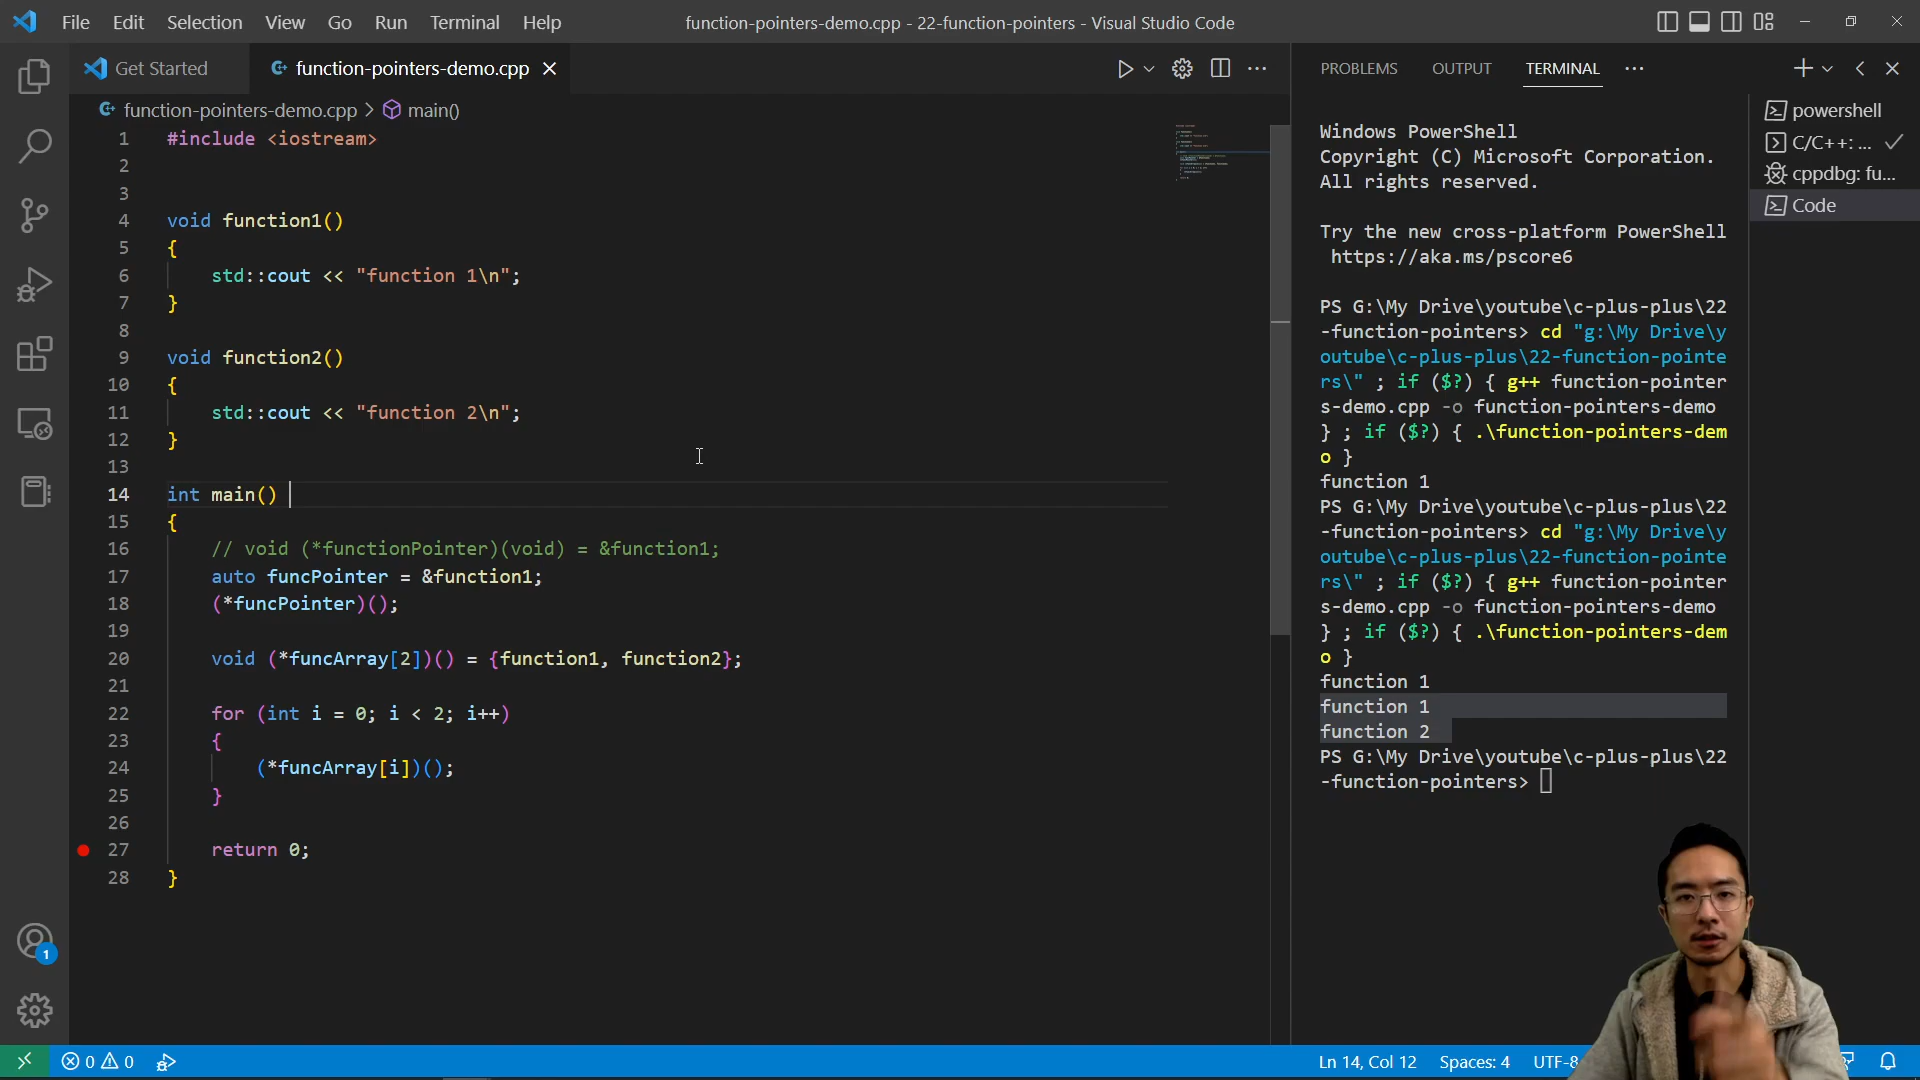 File Edit Selection View Go Run Terminal Help
function-pointers-demo.cpp - 22-function-pointers - Visual Studio Code
Get Started
function-pointers-demo.cpp
function-pointers-demo.cpp > main()
1 #include <iostream>
2
3
4 void function1()
5 {
6 std::cout << "function 1\n";
7 }
8
9 void function2()
10 {
11 std::cout << "function 2\n";
12 }
13
14 int main()
15 {
16 // void (*functionPointer)(void) = &function1;
17 auto funcPointer = &function1;
18 (*funcPointer)();
19
20 void (*funcArray[2])() = {function1, function2};
21
22 for (int i = 0; i < 2; i++)
23 {
24 (*funcArray[i])();
25 }
26
27 return 0;
28 }
PROBLEMS OUTPUT TERMINAL
Windows PowerShell
Copyright (C) Microsoft Corporation.
All rights reserved.
Try the new cross-platform PowerShell
https://aka.ms/pscore6
PS G:\My Drive\youtube\c-plus-plus\22
-function-pointers> cd "g:\My Drive\y
outube\c-plus-plus\22-function-pointe
rs\" ; if ($?) { g++ function-pointer
s-demo.cpp -o function-pointers-demo
} ; if ($?) { .\function-pointers-dem
o }
function 1
PS G:\My Drive\youtube\c-plus-plus\22
-function-pointers> cd "g:\My Drive\y
outube\c-plus-plus\22-function-pointe
rs\" ; if ($?) { g++ function-pointer
s-demo.cpp -o function-pointers-demo
} ; if ($?) { .\function-pointers-dem
o }
function 1
function 1
function 2
PS G:\My Drive\youtube\c-plus-plus\22
-function-pointers>
powershell
C/C++: ...
cppdbg: fu...
Code
1
0 0
Ln 14, Col 12 Spaces: 4 UTF-8